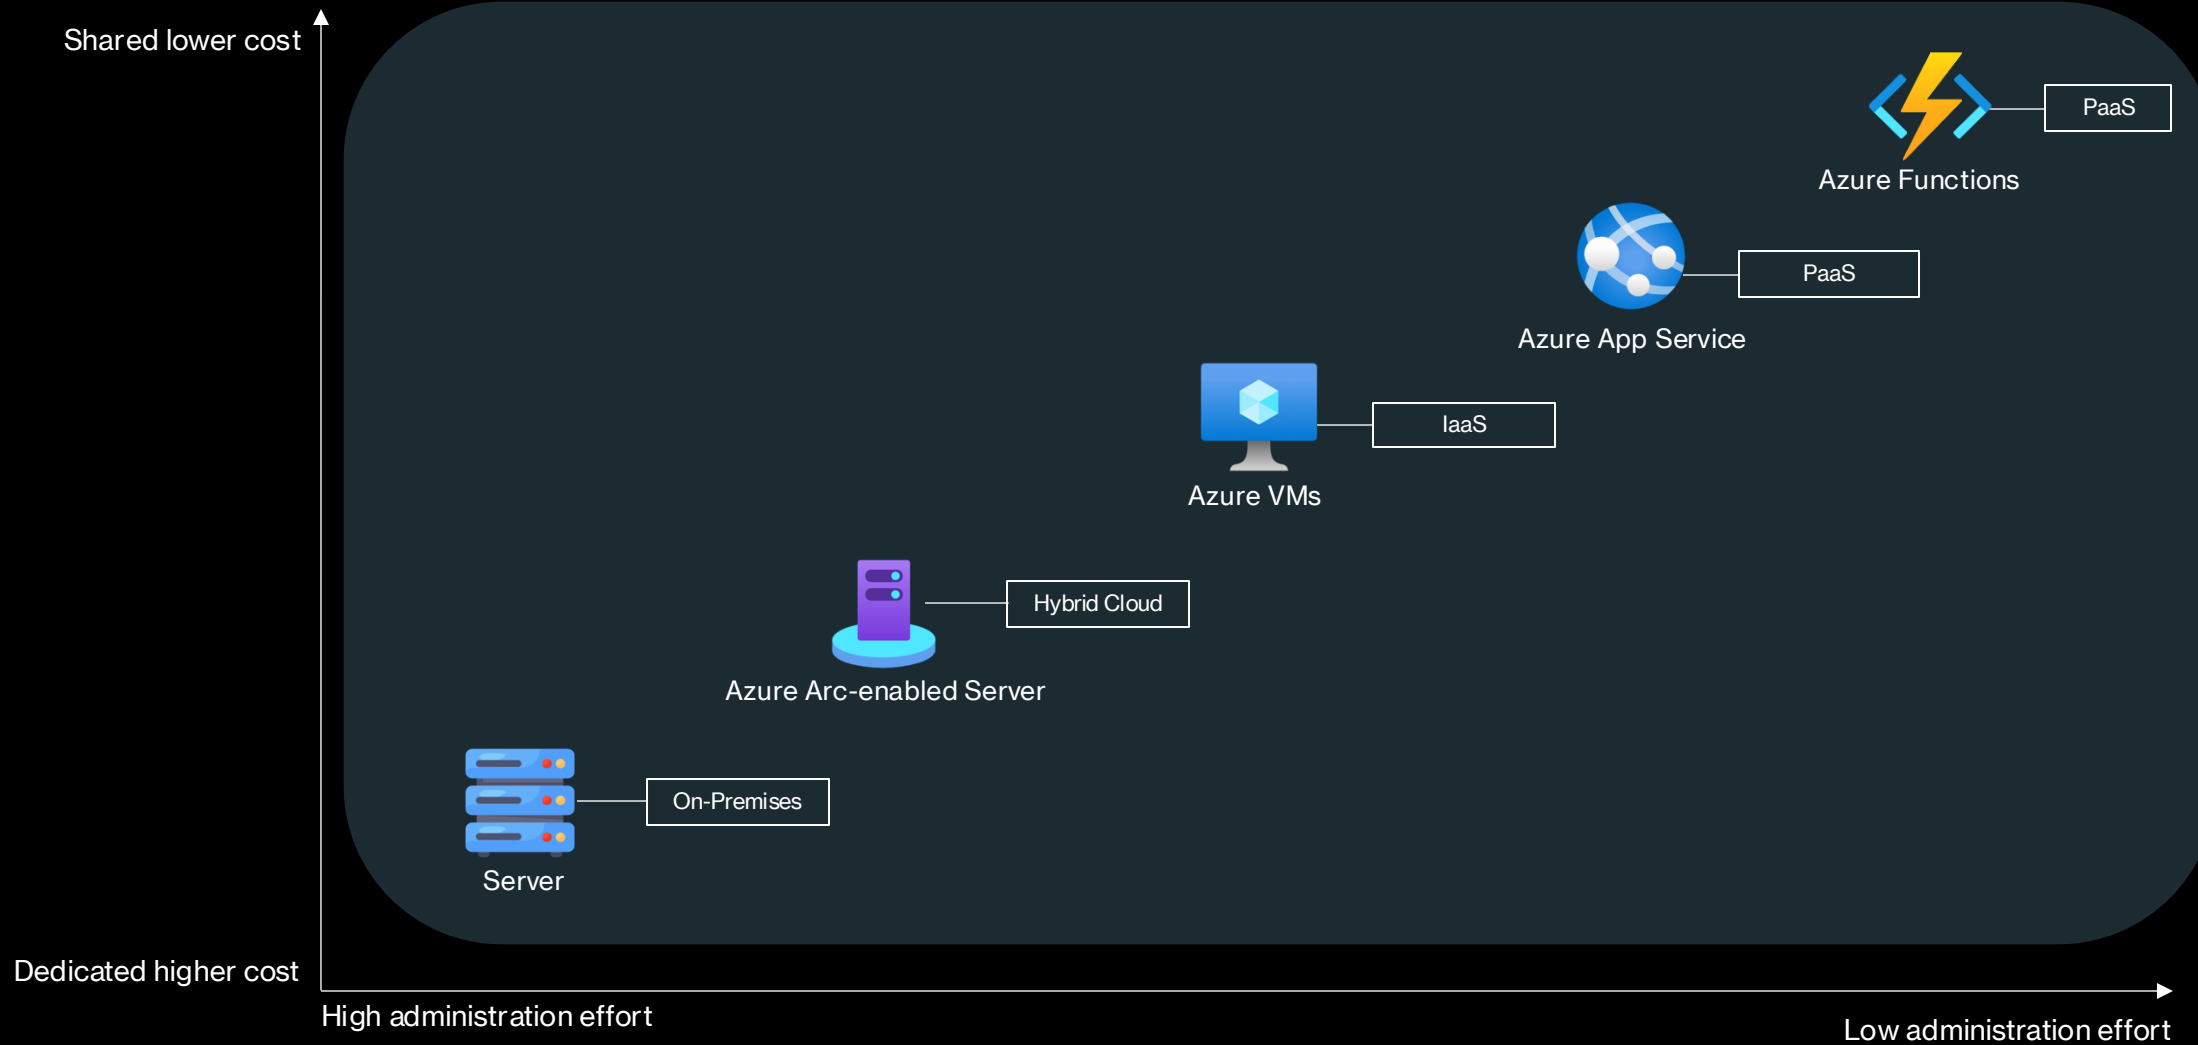 Shared lower cost
PaaS
Azure Functions
PaaS
Azure App Service
IaaS
Azure VMs
Hybrid Cloud
Azure Arc-enabled Server
On-Premises
Server
Dedicated higher cost
High administration effort
Low administration effort